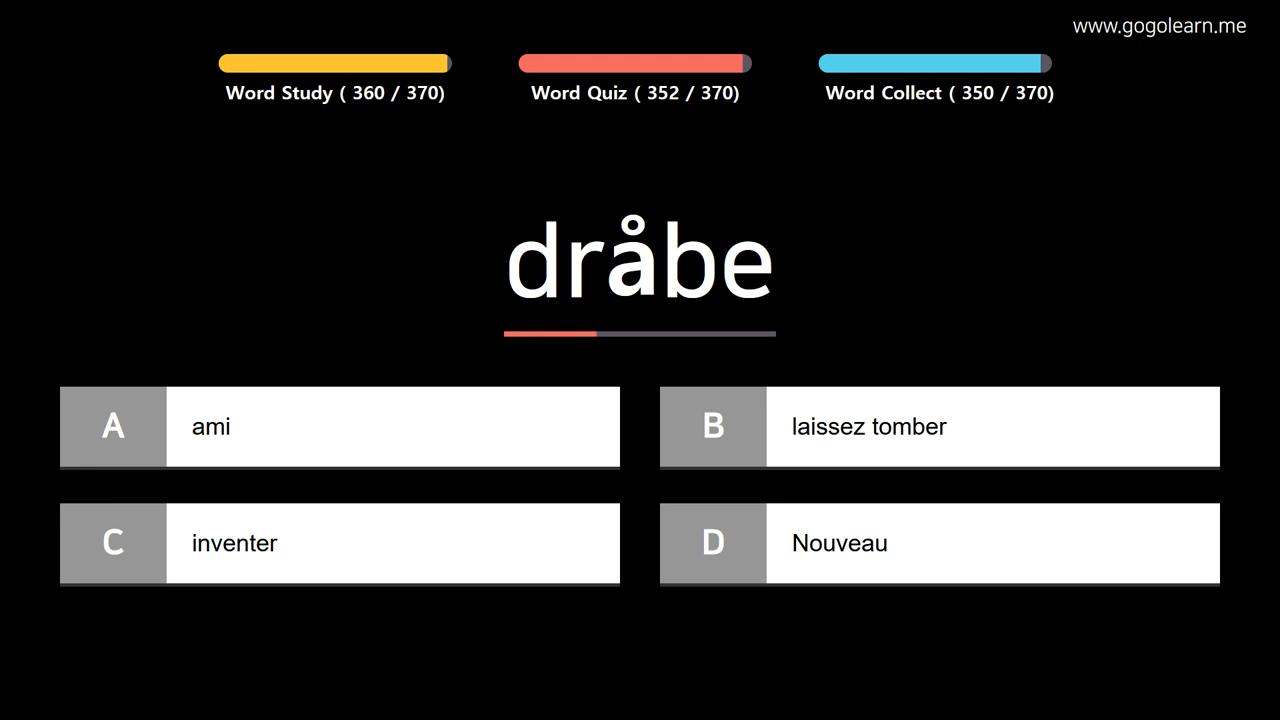 www.gogolearn.me
Word Study ( 360 / 370)
Word Quiz ( 352 / 370)
Word Collect ( 350 / 370)
dråbe
A
ami
B
laissez tomber
C
inventer
D
Nouveau